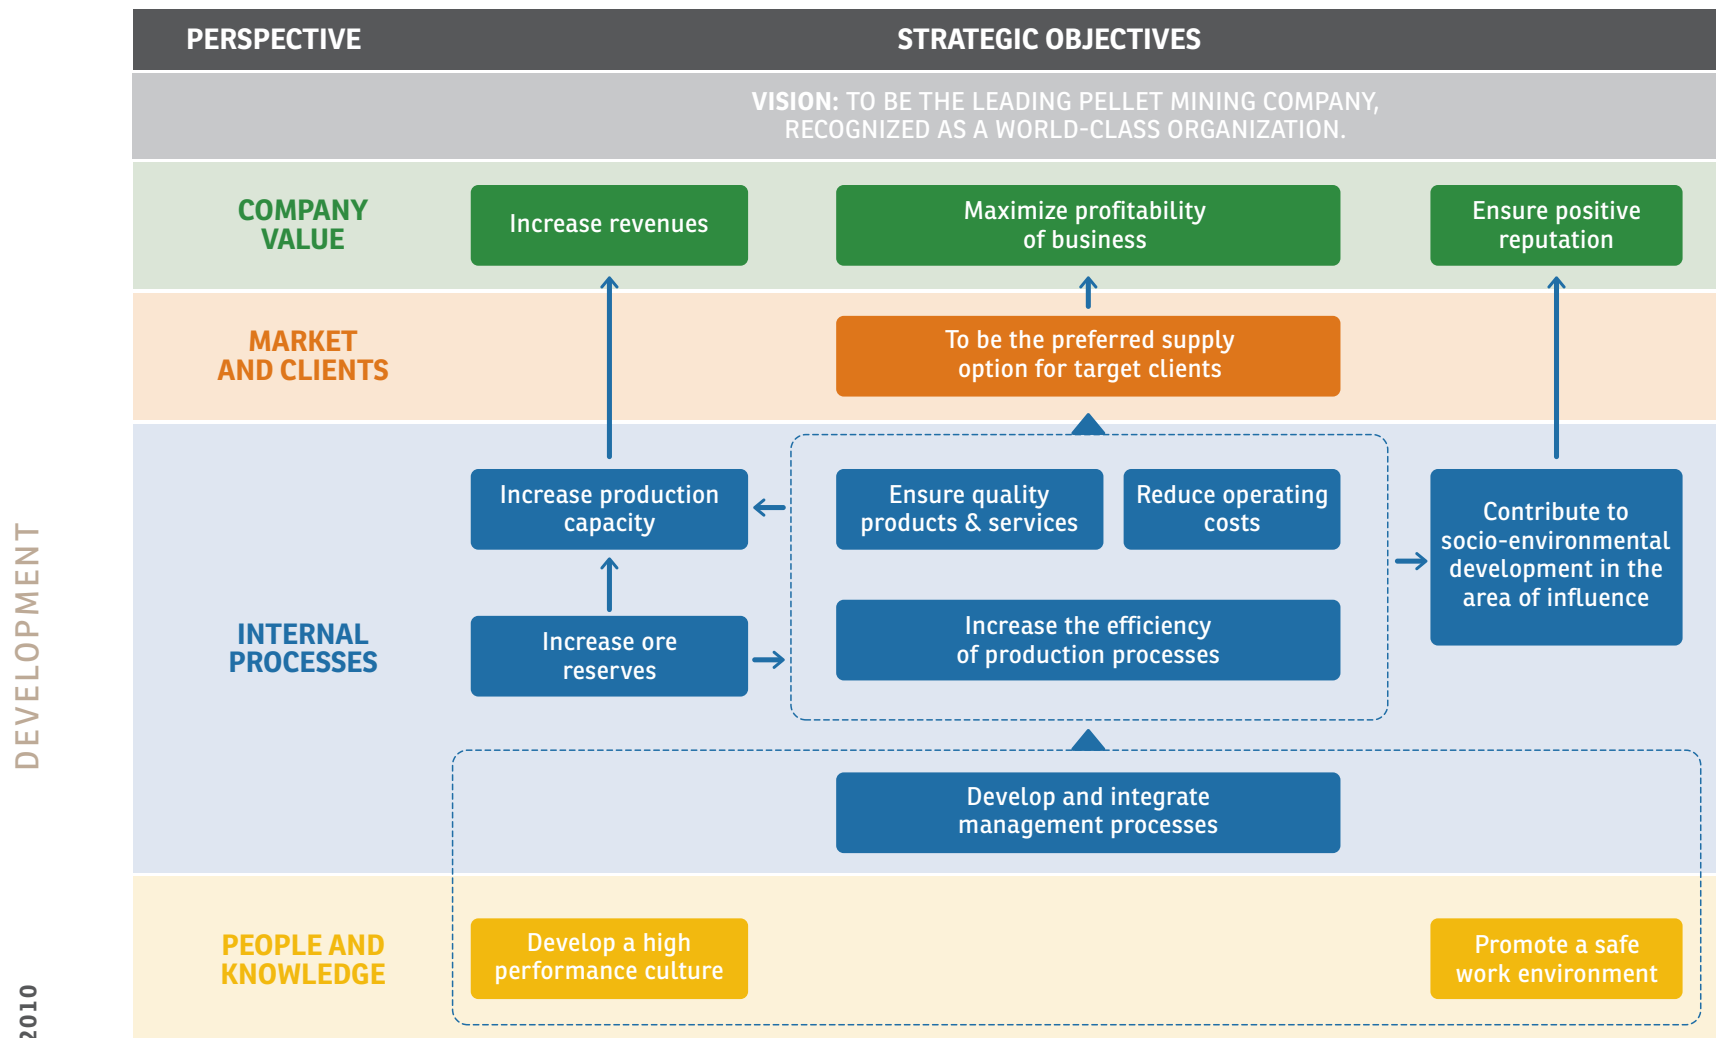 PERSPECTIVE
STRATEGIC OBJECTIVES
VISION: TO BE THE LEADING PELLET MINING COMPANY,
RECOGNIZED AS A WORLD-CLASS ORGANIZATION.
COMPANY
VALUE
Increase revenues
Maximize profitability
of business
Ensure positive
reputation
MARKET
AND CLIENTS
To be the preferred supply
option for target clients
INTERNAL
PROCESSES
Increase production
capacity
Ensure quality
products & services
Reduce operating
costs
Contribute to
socio-environmental
development in the
area of influence
Increase ore
reserves
Increase the efficiency
of production processes
Develop and integrate
management processes
PEOPLE AND
KNOWLEDGE
Develop a high
performance culture
Promote a safe
work environment
DEVELOPMENT
2010